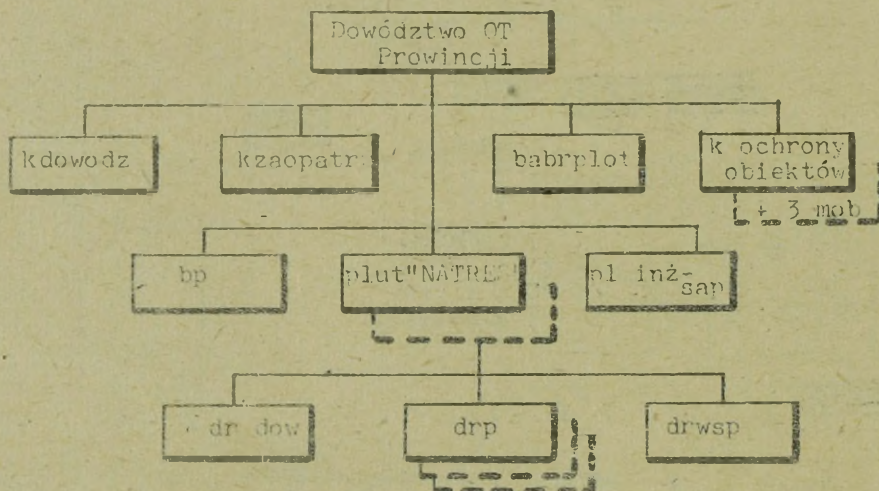 Dowództwo OT
Prowincji
kdowodz
kzaopatr
babrplot
k ochrony
obiektów
+ 3 mob
bp
plut"NATRES
pl inż-
sap
dr dow
drp
drwsp